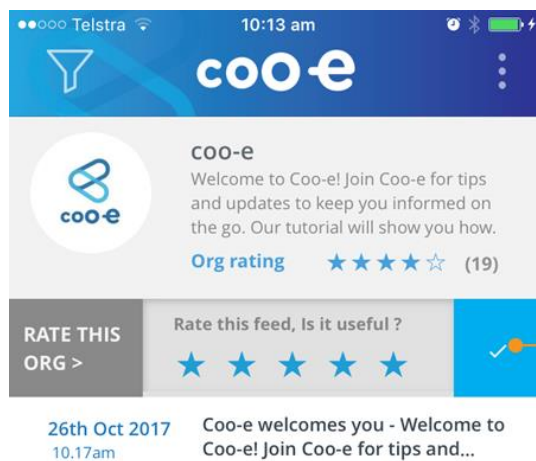 Telstra 10:13 am
coo-e
coo-e
Welcome to Coo-e! Join Coo-e for tips
and updates to keep you informed on
the go. Our tutorial will show you how.
coo-e
Org rating (19)
RATE THIS
ORG >
Rate this feed, Is it useful ?
26th Oct 2017
10.17am
Coo-e welcomes you - Welcome to
Coo-e! Join Coo-e for tips and...